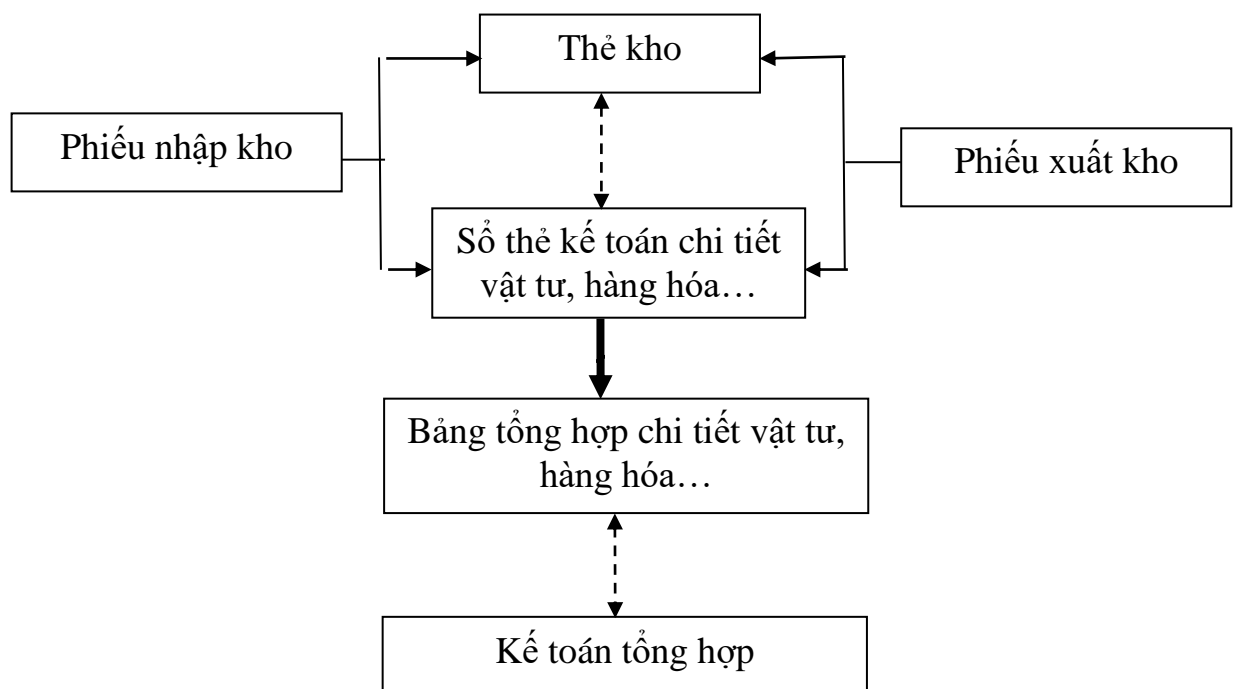 Thẻ kho
Phiếu nhập kho
Phiếu xuất kho
Sổ thẻ kế toán chi tiết
vật tư, hàng hóa…
Bảng tổng hợp chi tiết vật tư,
hàng hóa…
Kế toán tổng hợp